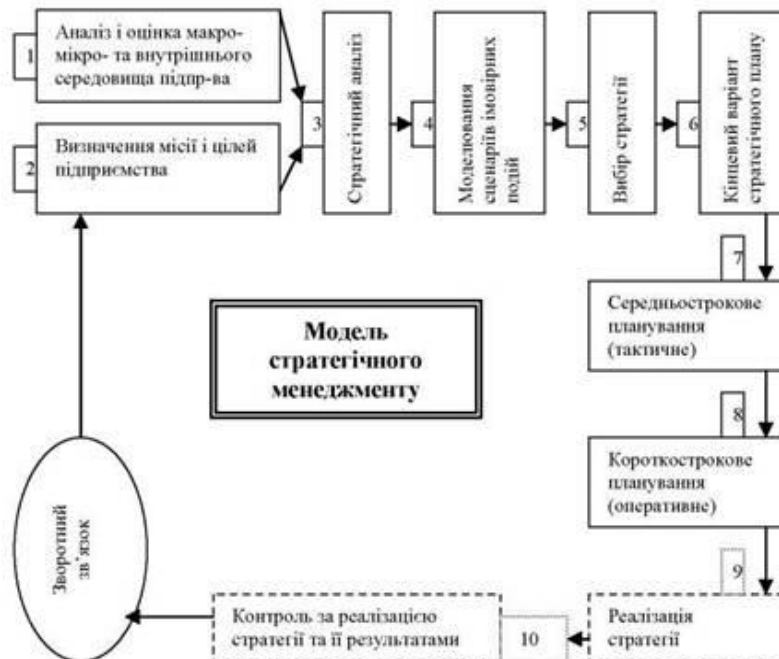 1
Аналіз і оцінка макро-
мікро- та внутрішнього
середовища підпр-ва
2
Визначення місії і цілей
підприємства
3
Стратегічний аналіз
4
Моделювання
сценаріїв імовірних
подій
5
Вибір стратегії
6
Кінцевий варіант
стратегічного плану
7
Середньострокове
планування
(тактичне)
Модель
стратегічного
менеджменту
8
Короткострокове
планування
(оперативне)
9
Реалізація
стратегії
10
Контроль за реалізацією
стратегії та її результатами
Зворотний
зв'язок